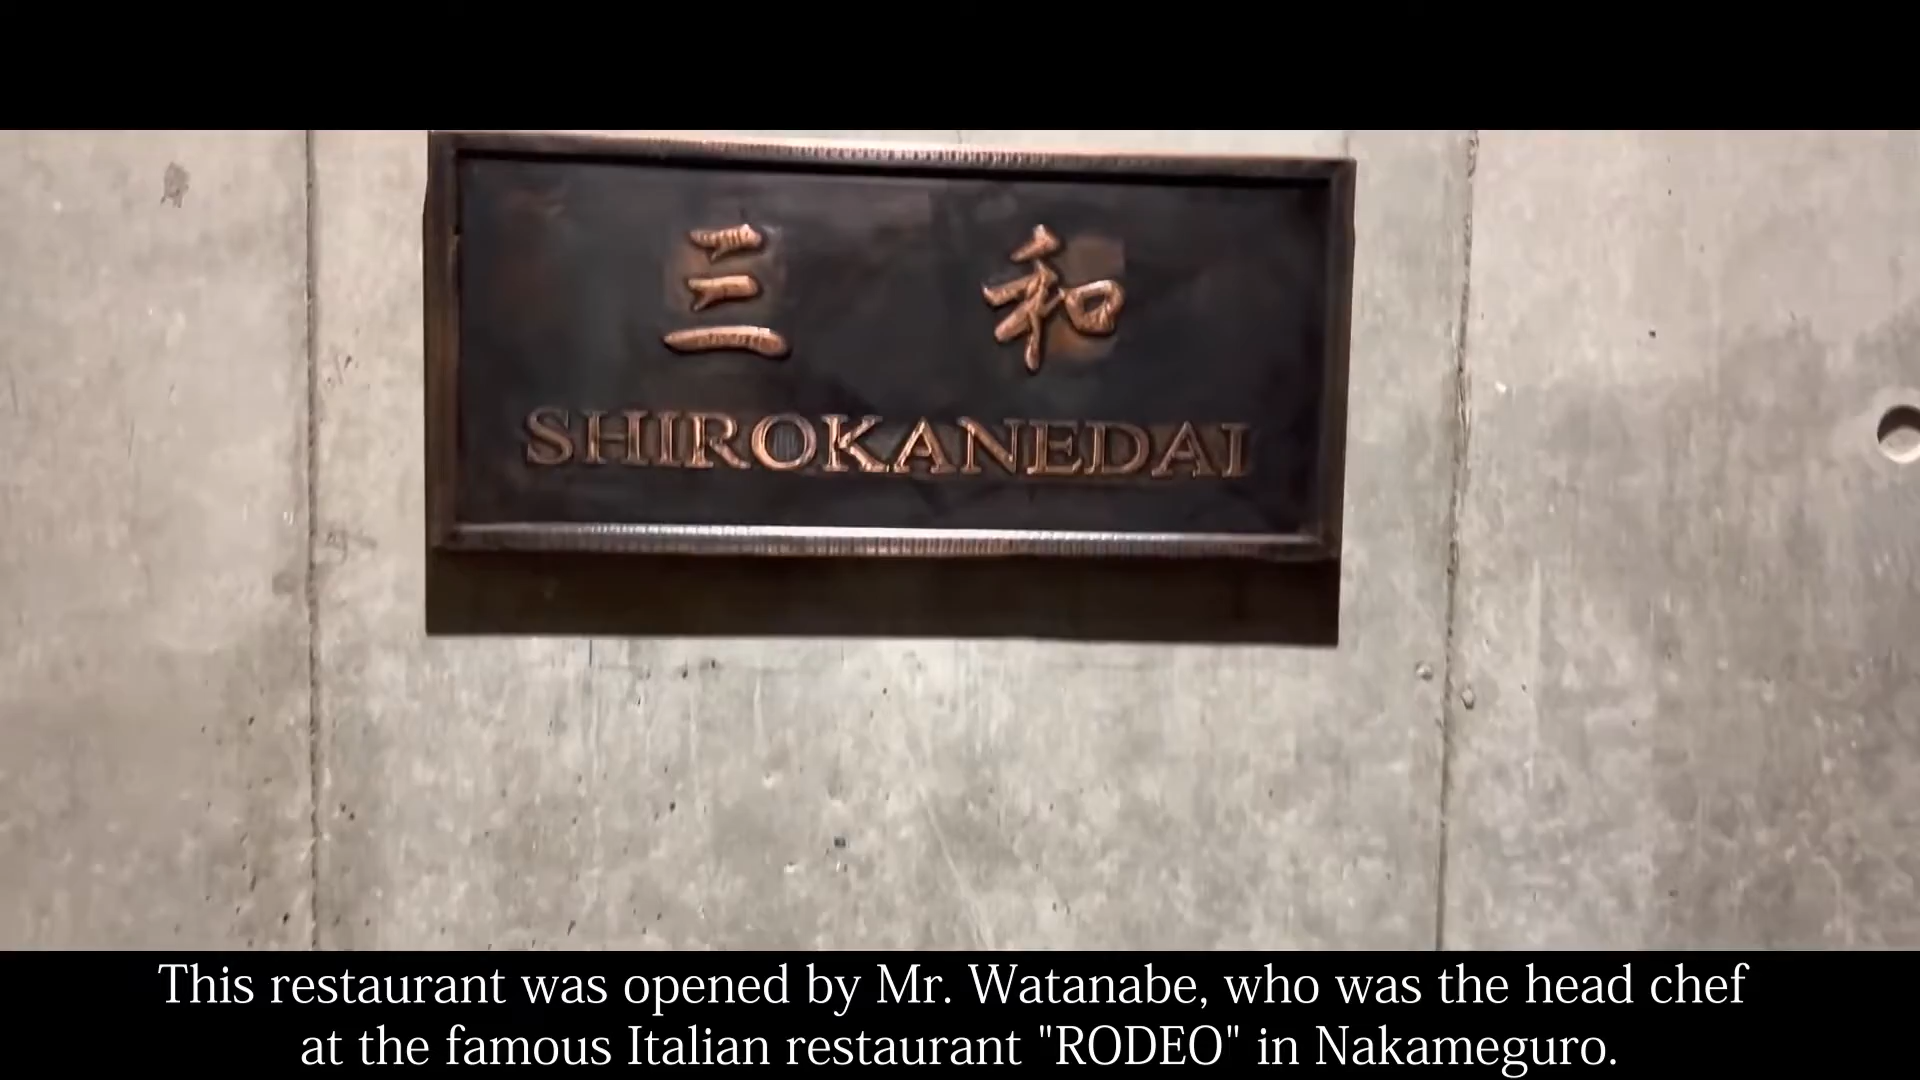 三 和
SHIROKANEDAI
This restaurant was opened by Mr. Watanabe, who was the head chef
at the famous Italian restaurant "RODEO" in Nakameguro.